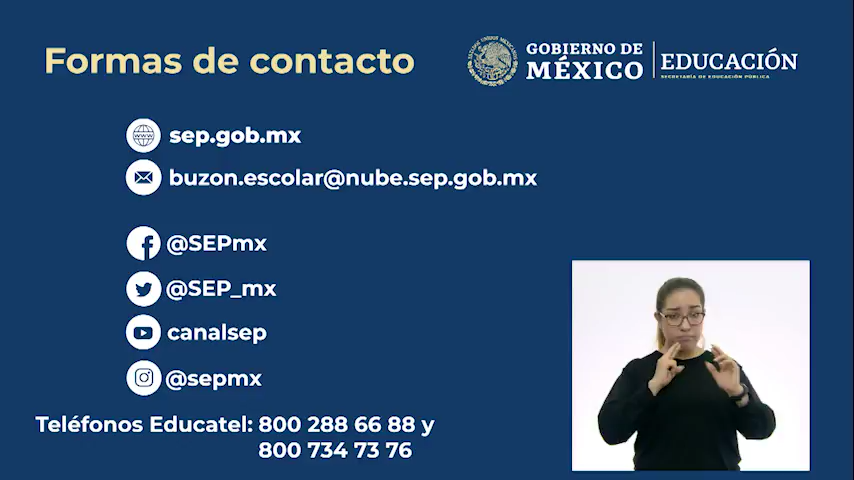 Formas de contacto
GOBIERNO DE
MÉXICO
EDUCACIÓN
SECRETARÍA DE EDUCACIÓN PÚBLICA
www
sep.gob.mx
buzon.escolar@nube.sep.gob.mx
@SEPmx
@SEP_mx
canalsep
@sepmx
Teléfonos Educatel: 800 288 66 88 y
800 734 73 76